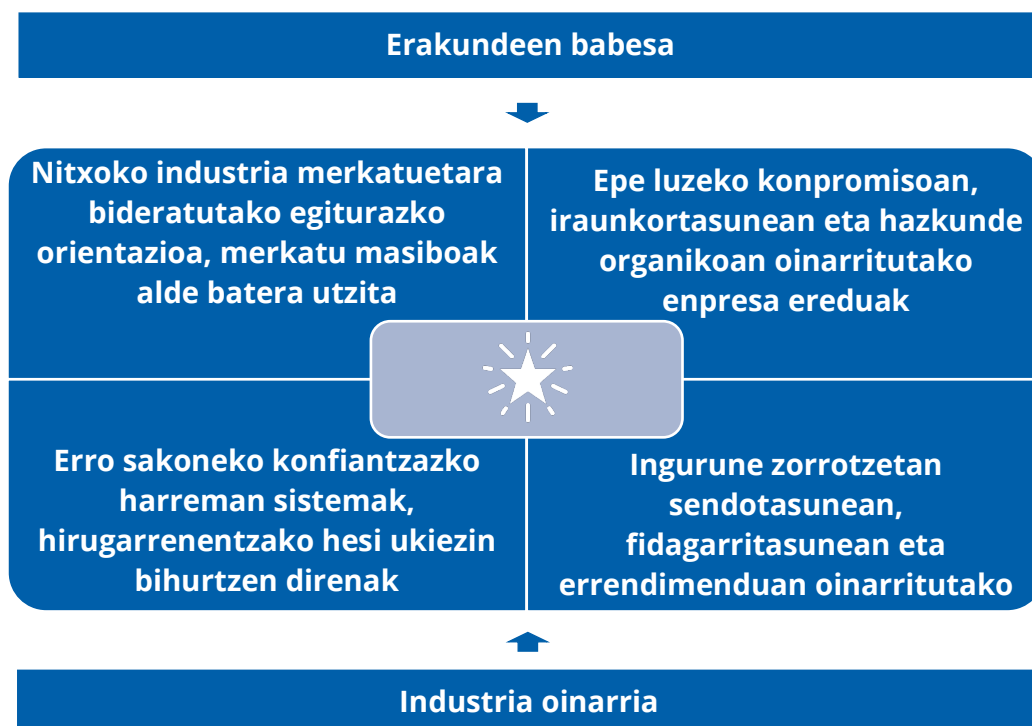 Erakundeen babesa
Nitxoko industria merkatuetara
bideratutako egiturazko
orientazioa, merkatu masiboak
alde batera utzita
Epe luzeko konpromisoan,
iraunkortasunean eta hazkunde
organikoan oinarritutako
enpresa ereduak
Erro sakoneko konfiantzazko
harreman sistemak,
hirugarrenentzako hesi ukiezin
bihurtzen direnak
Ingurune zorrotzetan
sendotasunean,
fidagarritasunean eta
errendimenduan oinarritutako
Industria oinarria